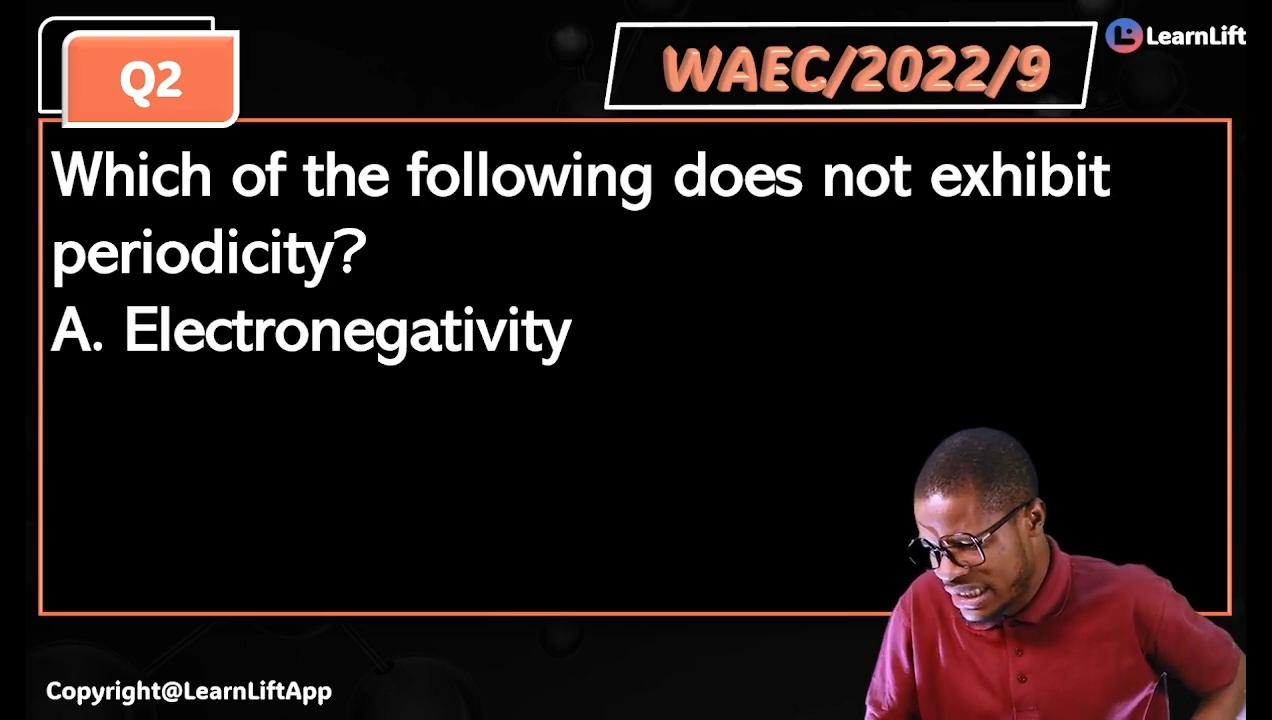 Q2
WAEC/2022/9
LearnLift
Which of the following does not exhibit
periodicity?
A. Electronegativity
Copyright@LearnLiftApp